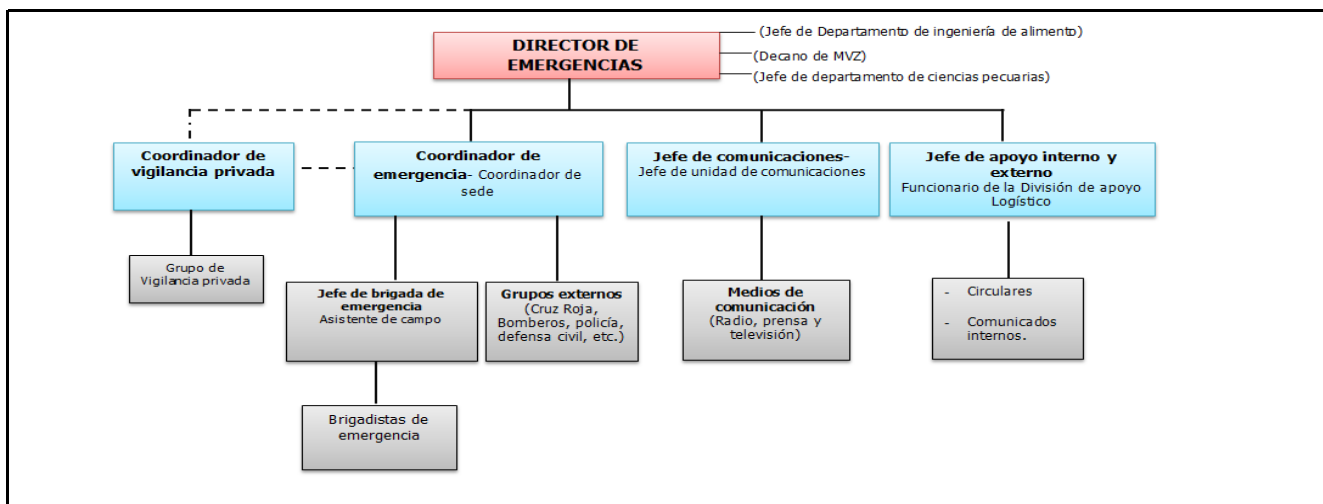 DIRECTOR DE
EMERGENCIAS
(Jefe de Departamento de ingeniería de alimento)
(Decano de MVZ)
(Jefe de departamento de ciencias pecuarias)
Coordinador de
vigilancia privada
Coordinador de
emergencia- Coordinador de
sede
Jefe de comunicaciones-
Jefe de unidad de comunicaciones
Jefe de apoyo interno y
externo
Funcionario de la División de apoyo
Logístico
Grupo de
Vigilancia privada
Jefe de brigada de
emergencia
Asistente de campo
Grupos externos
(Cruz Roja,
Bomberos, policía,
defensa civil, etc.)
Medios de
comunicación
(Radio, prensa y
televisión)
- Circulares
- Comunicados
internos.
Brigadistas de
emergencia